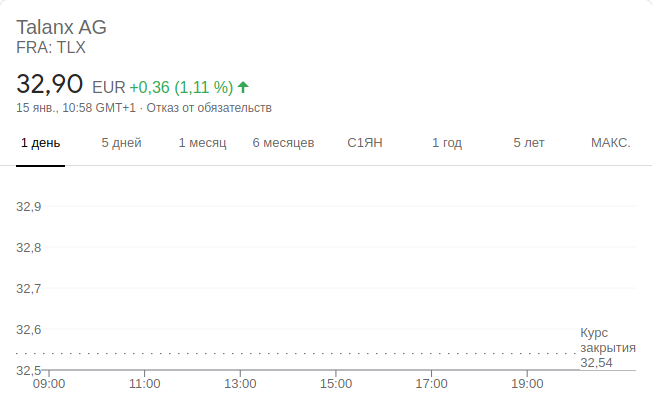 Talanx AG
FRA: TLX
32,90 EUR +0,36 (1,11 %)
15 янв., 10:58 GMT+1 · Отказ от обязательств
1 день 5 дней 1 месяц 6 месяцев С1ЯН 1 год 5 лет МАКС.
32,9
32,8
32,7
32,6
Курс
закрытия
32,54
32,5
09:00 11:00 13:00 15:00 17:00 19:00